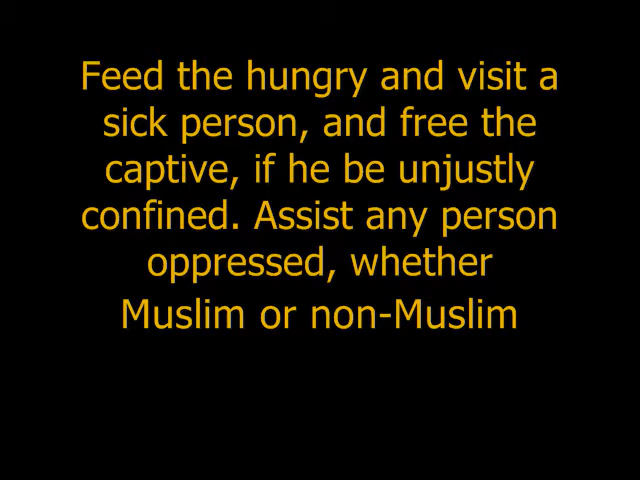 Feed the hungry and visit a
sick person, and free the
captive, if he be unjustly
confined. Assist any person
oppressed, whether
Muslim or non-Muslim